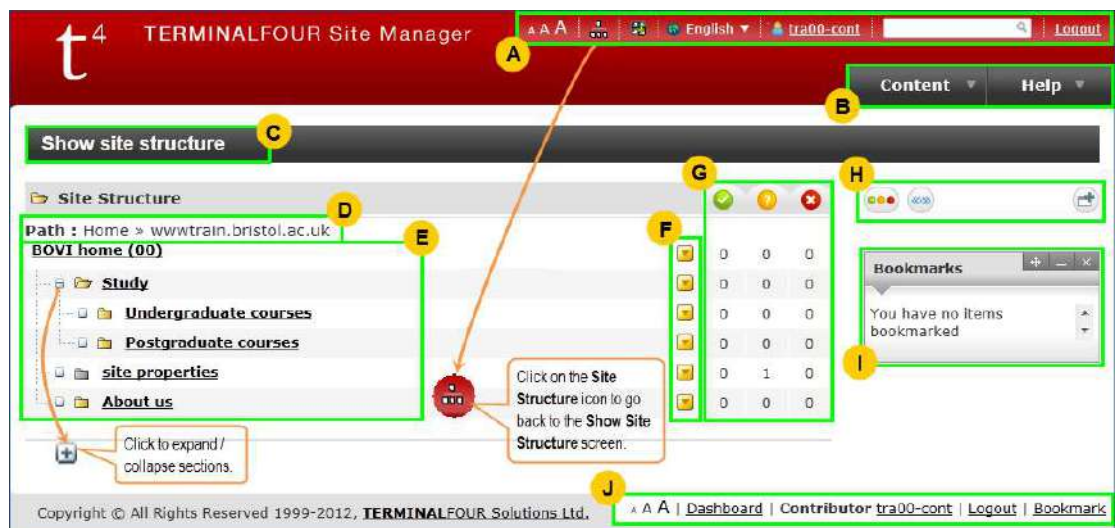 t4 TERMINALFOUR Site Manager
A A A English ▼ tra00-cont Logout
A
Content ▼ Help ▼
B
Show site structure
C
Site Structure
G
H
Path : Home » wwwtrain.bristol.ac.uk
D
E
F
BOVI home (00) 0 0 0
Study 0 0 0
Undergraduate courses 0 0 0
Postgraduate courses 0 0 0
site properties 0 1 0
About us 0 0 0
Bookmarks
You have no items
bookmarked
I
Click on the Site
Structure icon to go
back to the Show Site
Structure screen.
Click to expand /
collapse sections.
J
Copyright © All Rights Reserved 1999-2012, TERMINALFOUR Solutions Ltd.
A A A | Dashboard | Contributor tra00-cont | Logout | Bookmark